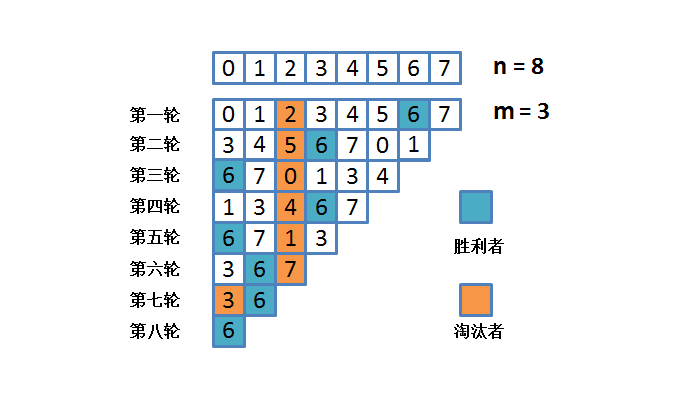 0 1 2 3 4 5 6 7 n = 8
第一轮 0 1 2 3 4 5 6 7 m = 3
第二轮 3 4 5 6 7 0 1
第三轮 6 7 0 1 3 4
第四轮 1 3 4 6 7
第五轮 6 7 1 3
胜利者
第六轮 3 6 7
第七轮 3 6
第八轮 6
淘汰者